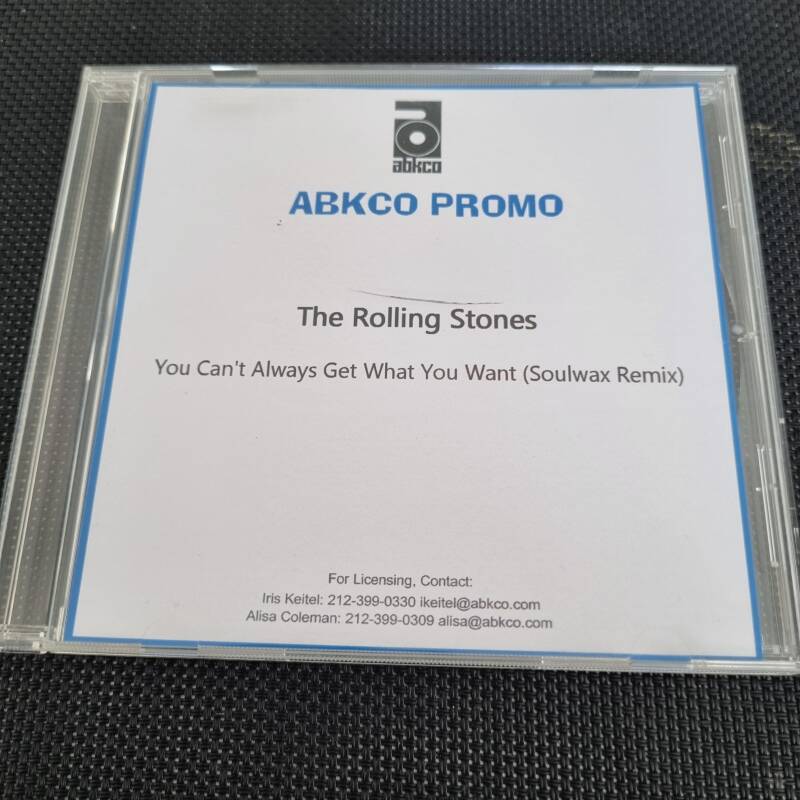 abkco
ABKCO PROMO
The Rolling Stones
You Can't Always Get What You Want (Soulwax Remix)
For Licensing, Contact:
Iris Keitel: 212-399-0330 ikeitel@abkco.com
Alisa Coleman: 212-399-0309 alisa@abkco.com